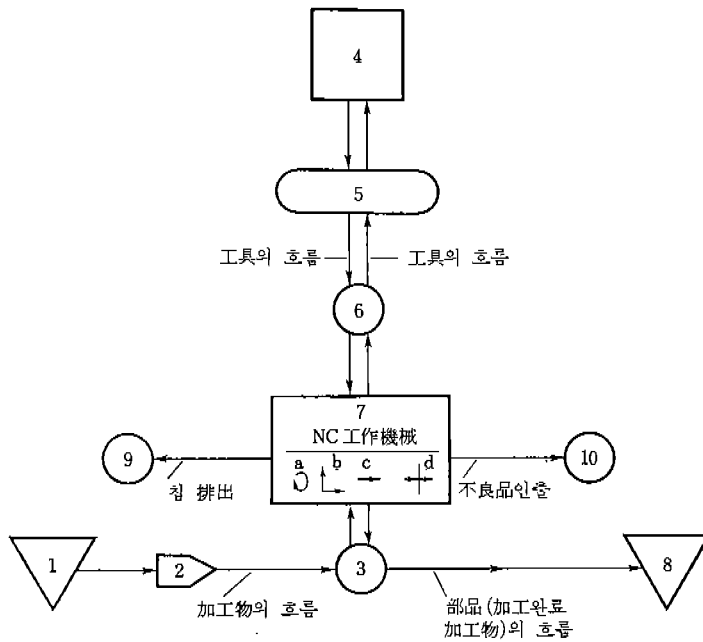 4
5
工具의 흐름
工具의 흐름
6
7
NC 工作機械
a b c d
9
10
침 排出
不良品인출
1
2
3
8
加工物의 흐름
部品(加工완료
加工物)의 흐름